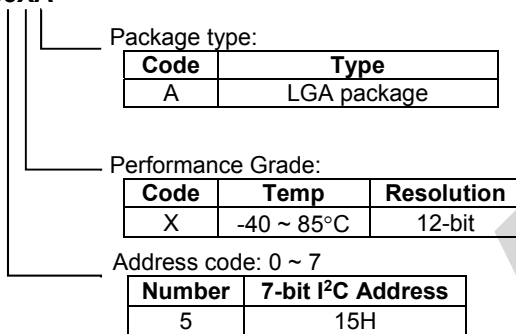 Package type:
Code Type
A LGA package
Performance Grade:
Code Temp Resolution
X -40 ~ 85°C 12-bit
Address code: 0 ~ 7
Number 7-bit I²C Address
5 15H